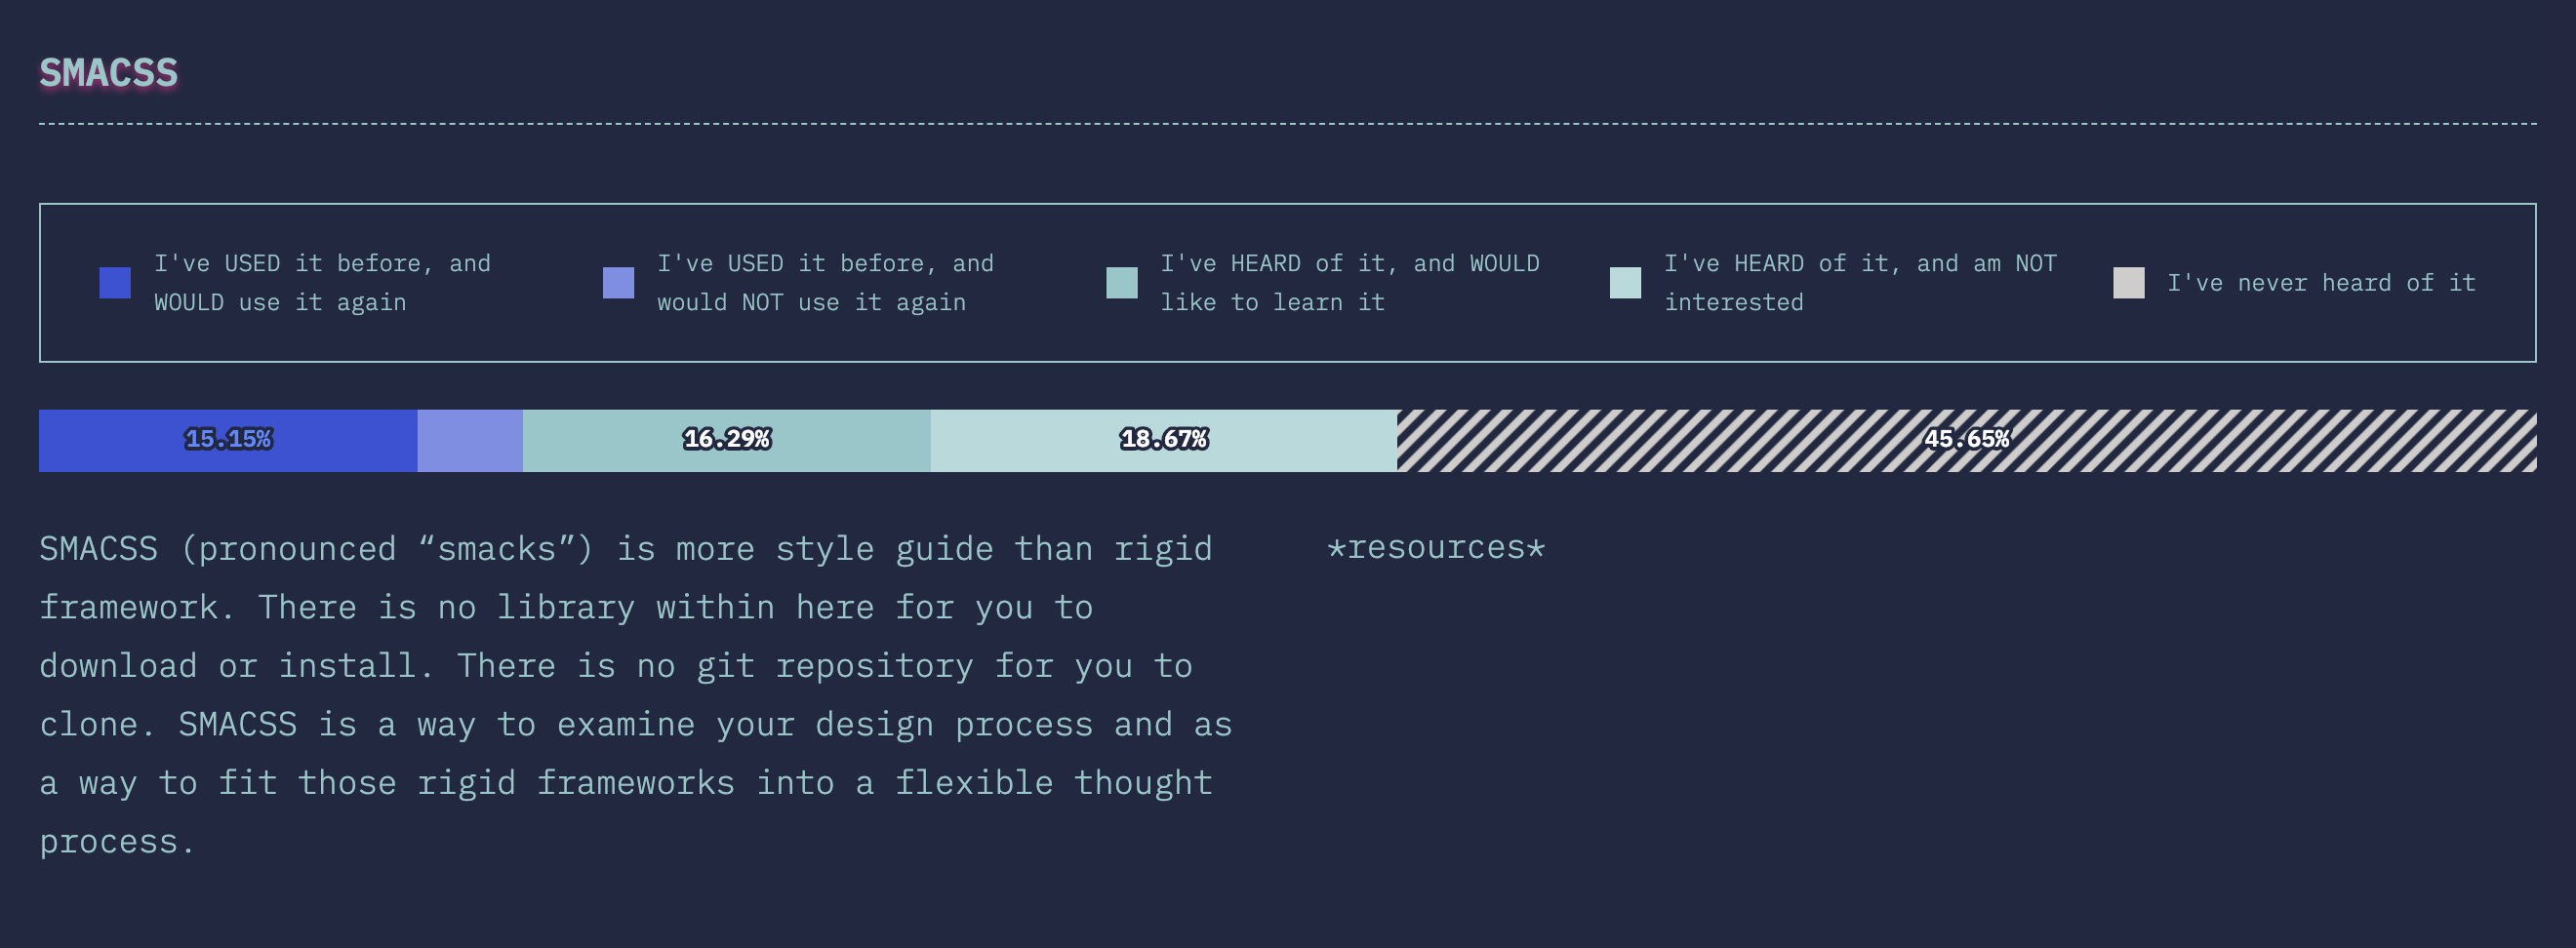 SMACSS
I've USED it before, and
WOULD use it again
I've USED it before, and
would NOT use it again
I've HEARD of it, and WOULD
like to learn it
I've HEARD of it, and am NOT
interested
I've never heard of it
15.15%
16.29%
18.67%
45.65%
SMACSS (pronounced “smacks”) is more style guide than rigid
framework. There is no library within here for you to
download or install. There is no git repository for you to
clone. SMACSS is a way to examine your design process and as
a way to fit those rigid frameworks into a flexible thought
process.
*resources*